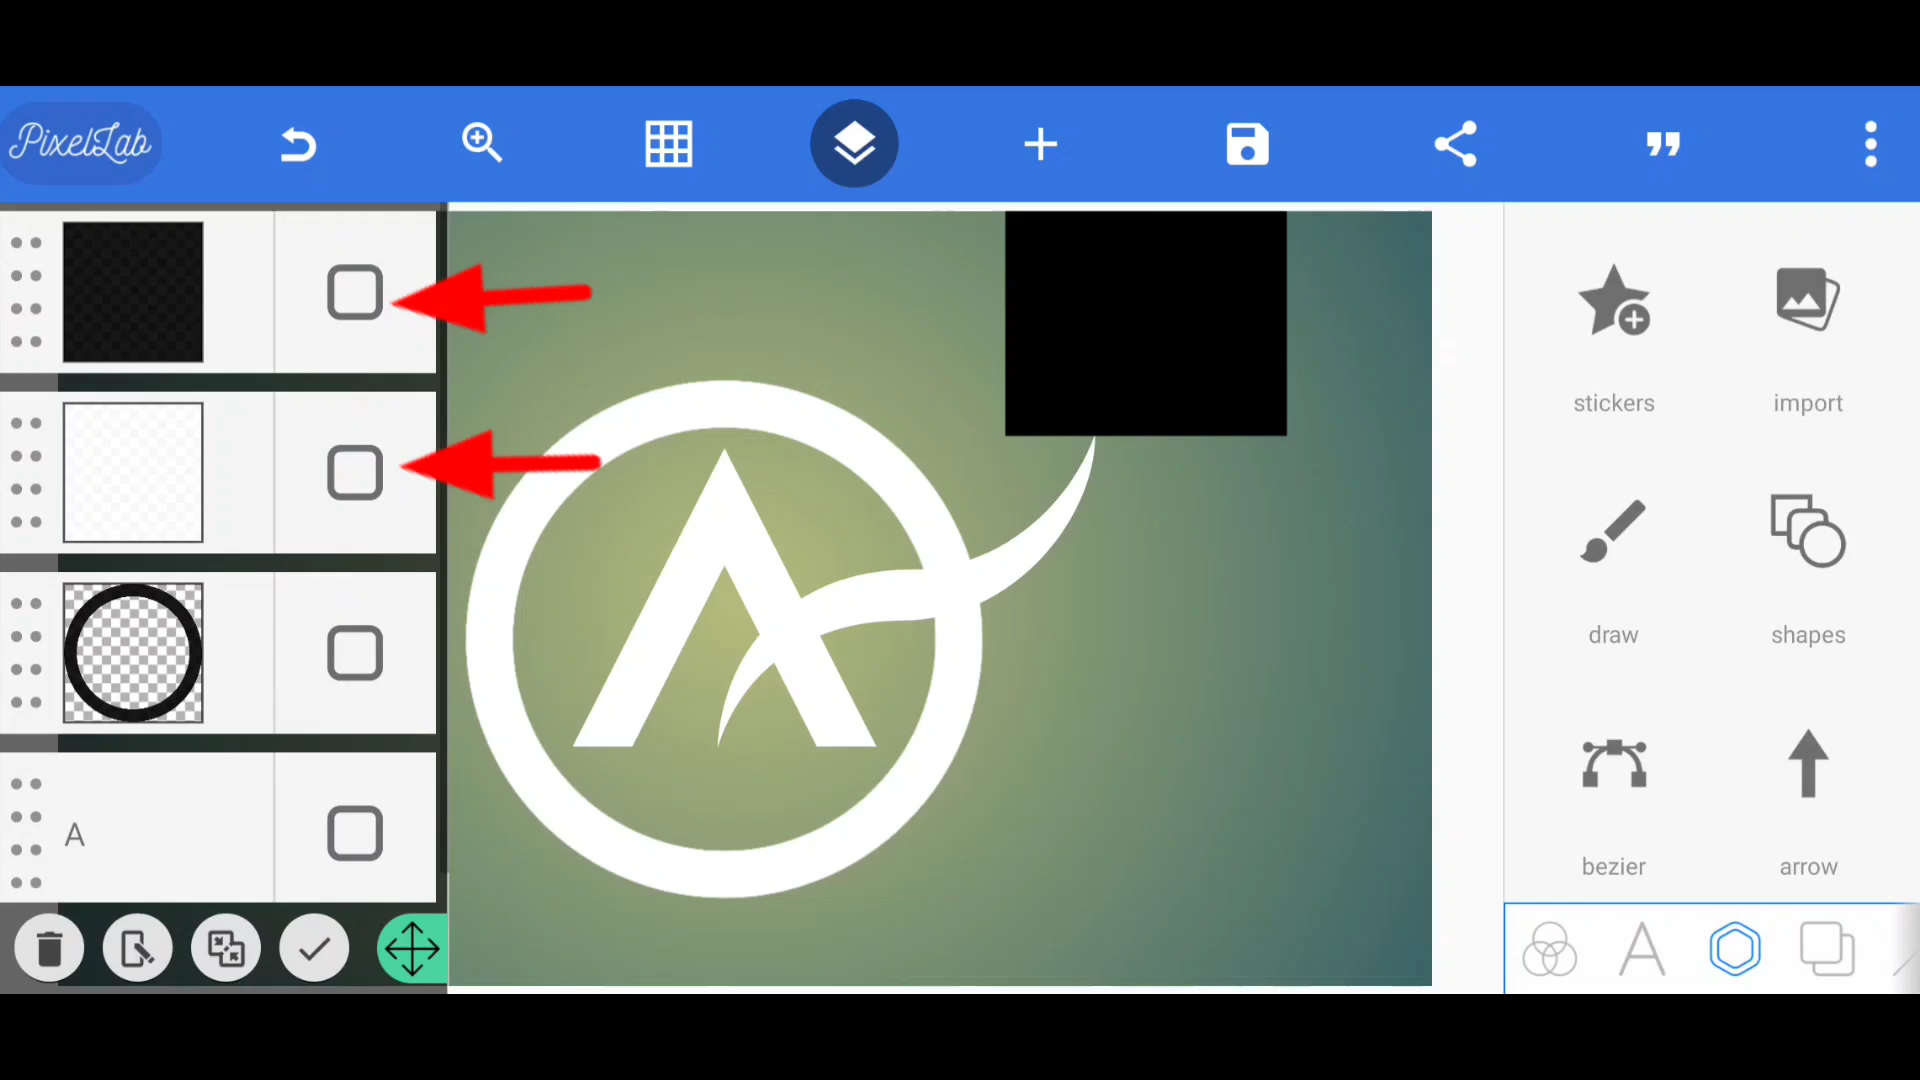 PixelLab
stickers
import
draw
shapes
A
bezier
arrow